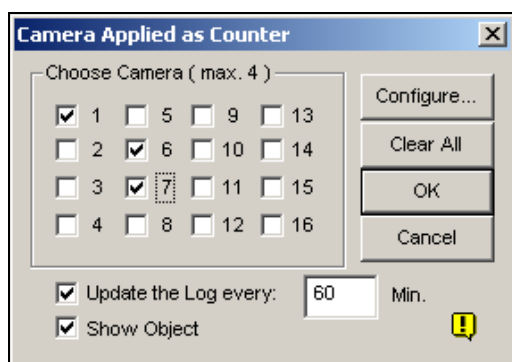 Camera Applied as Counter
Choose Camera ( max. 4 )
1 5 9 13
2 6 10 14
3 7 11 15
4 8 12 16
Configure...
Clear All
OK
Cancel
Update the Log every: 60 Min.
Show Object
!